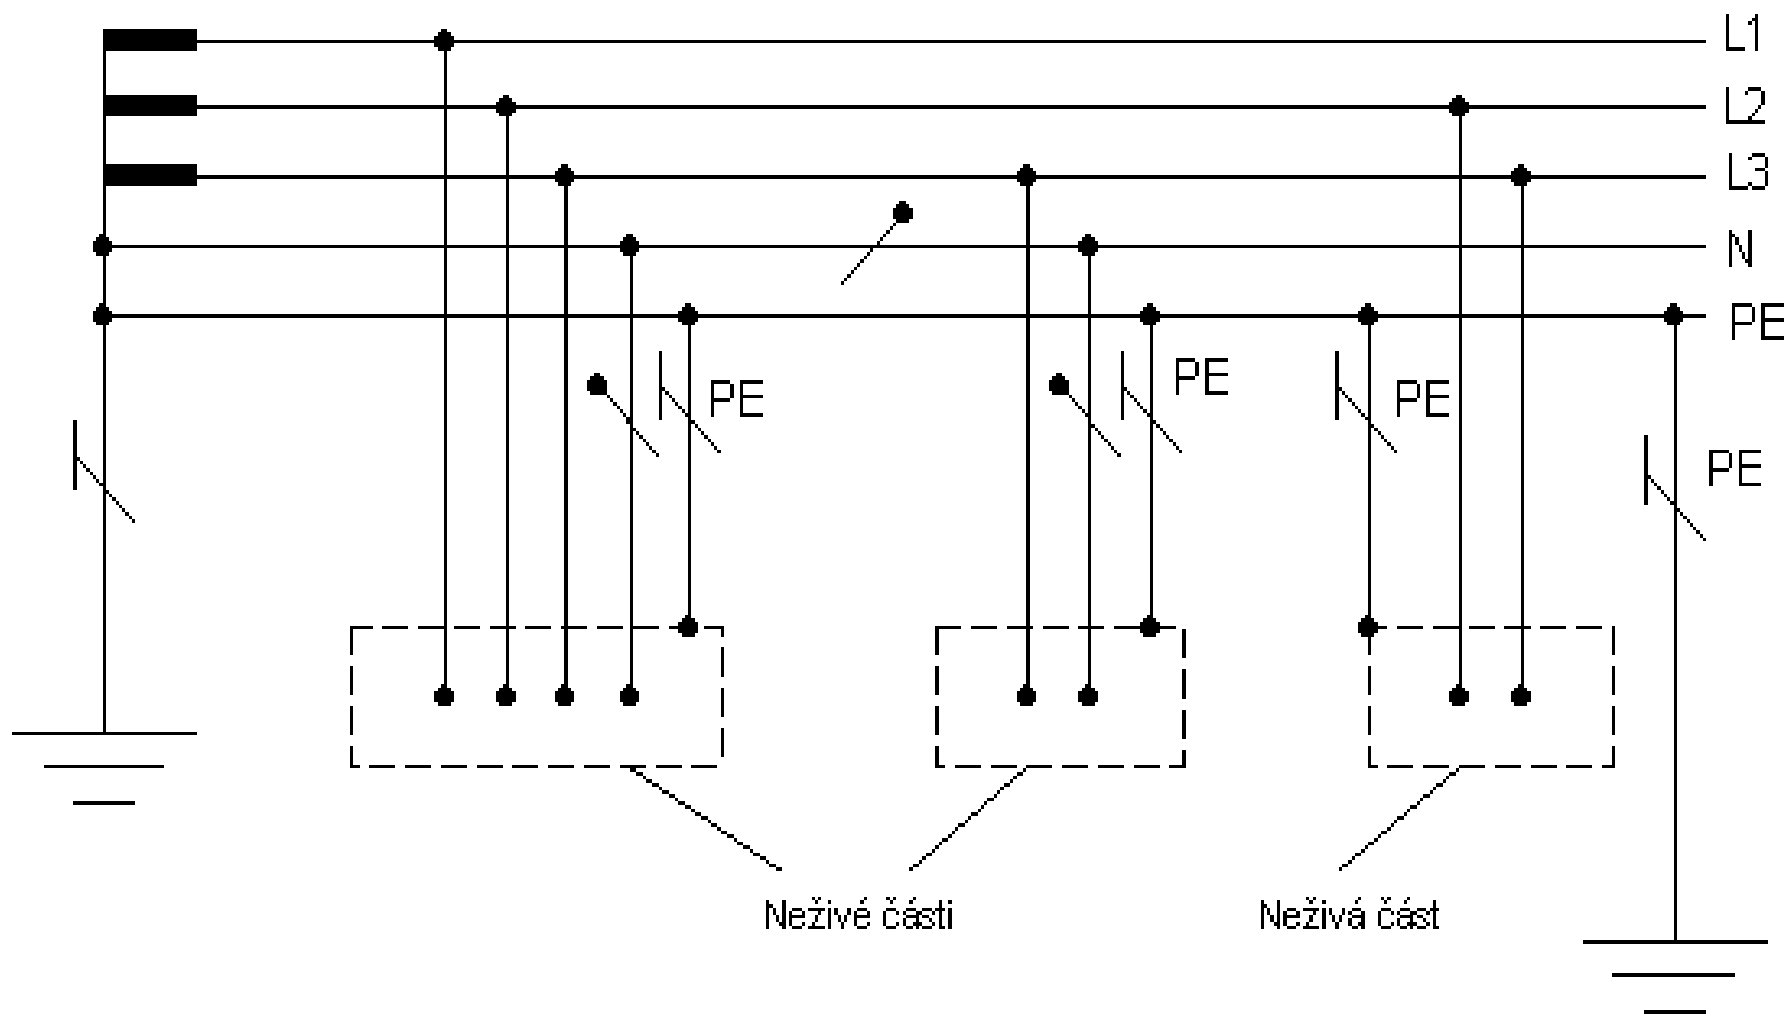 L1
L2
L3
N
PE
PE
PE
PE
PE
Neživé části
Neživá část